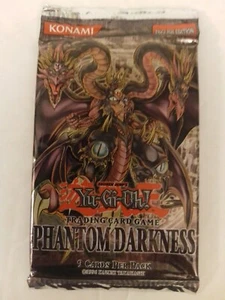 KONAMI
Yu-Gi-Oh!
TRADING CARD GAME
PHANTOM DARKNESS
9 CARDS PER PACK